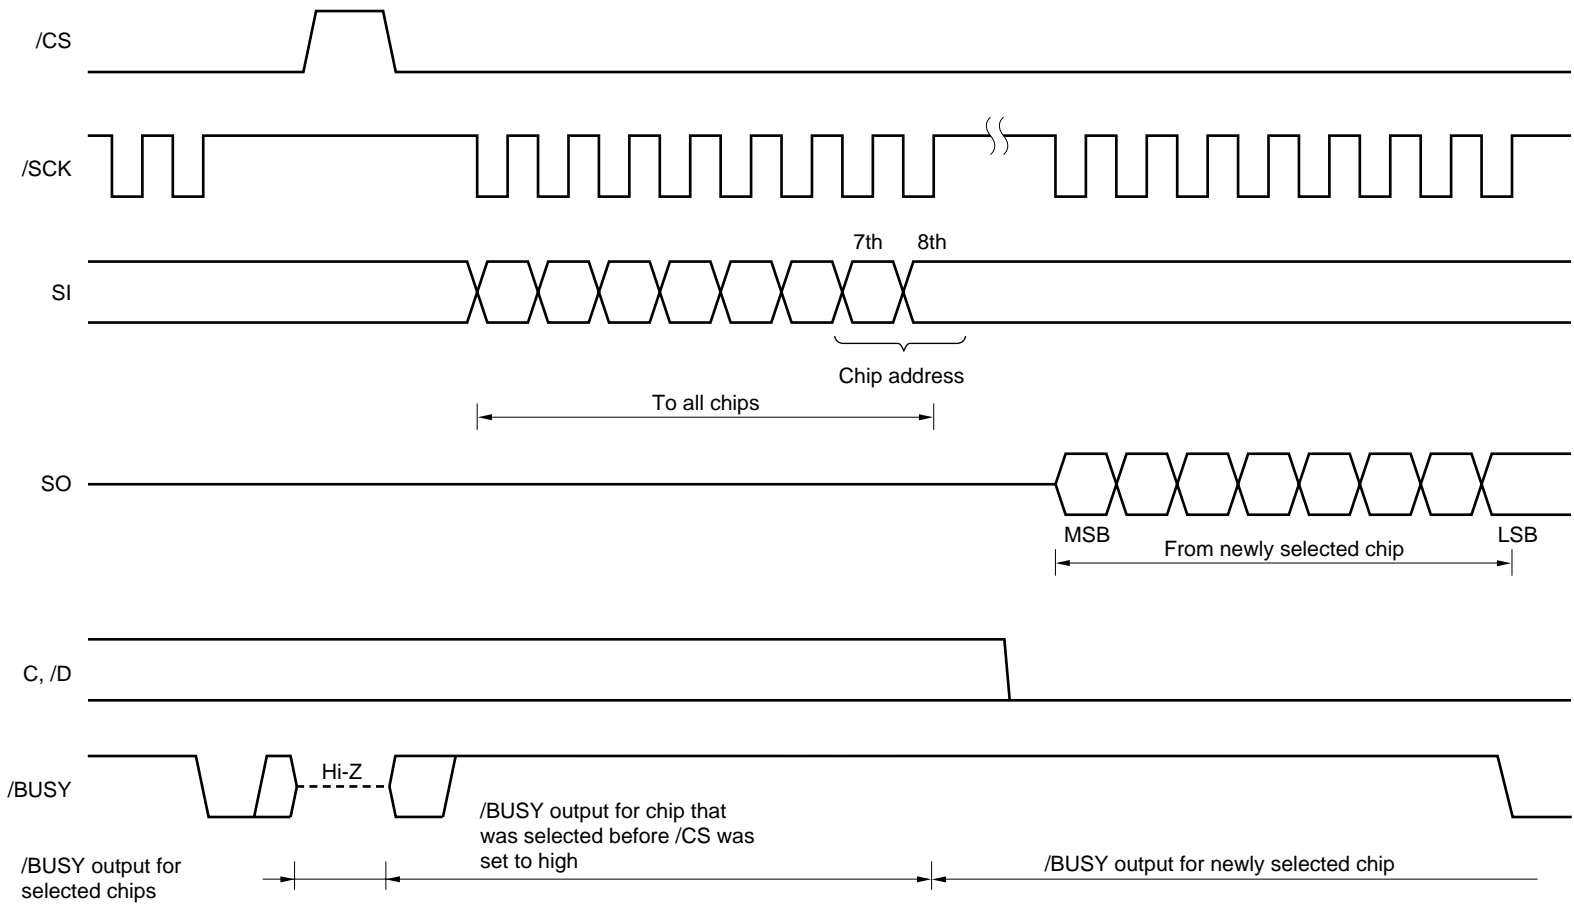 /CS
/SCK
7th 8th
SI
Chip address
To all chips
SO
MSB
LSB
From newly selected chip
C, /D
Hi-Z
/BUSY
/BUSY output for chip that
was selected before /CS was
set to high
/BUSY output for
selected chips
/BUSY output for newly selected chip